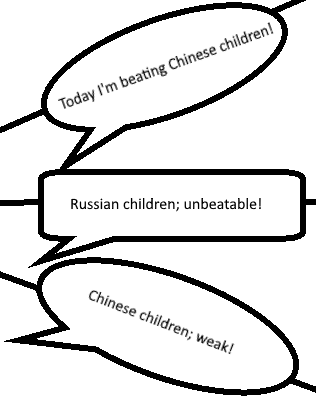 Today I'm beating Chinese children!
Russian children; unbeatable!
Chinese children; weak!